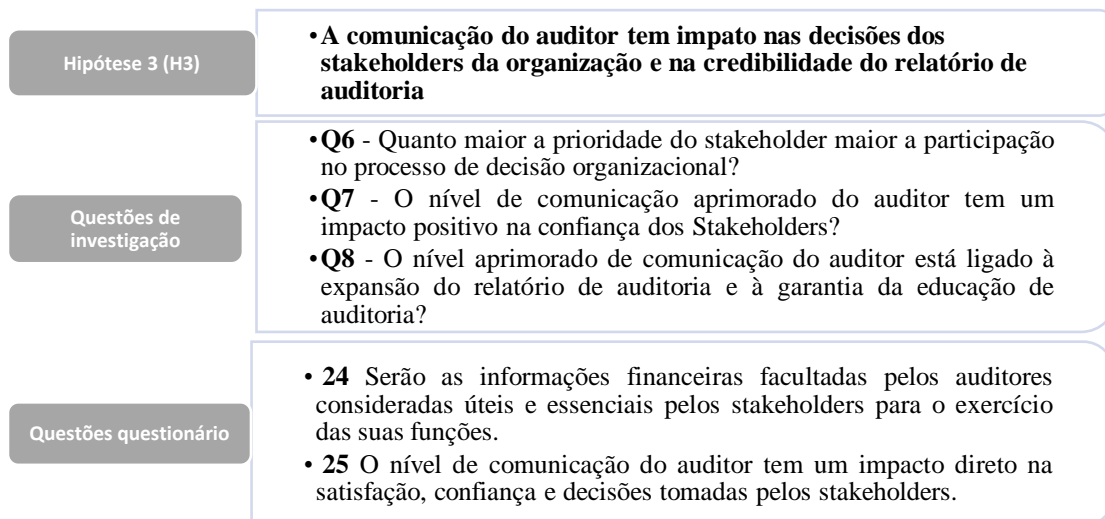 Hipótese 3 (H3)
•A comunicação do auditor tem impato nas decisões dos
stakeholders da organização e na credibilidade do relatório de
auditoria
Questões de
investigação
•Q6 - Quanto maior a prioridade do stakeholder maior a participação
no processo de decisão organizacional?
•Q7 - O nível de comunicação aprimorado do auditor tem um
impacto positivo na confiança dos Stakeholders?
•Q8 - O nível aprimorado de comunicação do auditor está ligado à
expansão do relatório de auditoria e à garantia da educação de
auditoria?
Questões questionário
• 24 Serão as informações financeiras facultadas pelos auditores
consideradas úteis e essenciais pelos stakeholders para o exercício
das suas funções.
• 25 O nível de comunicação do auditor tem um impacto direto na
satisfação, confiança e decisões tomadas pelos stakeholders.